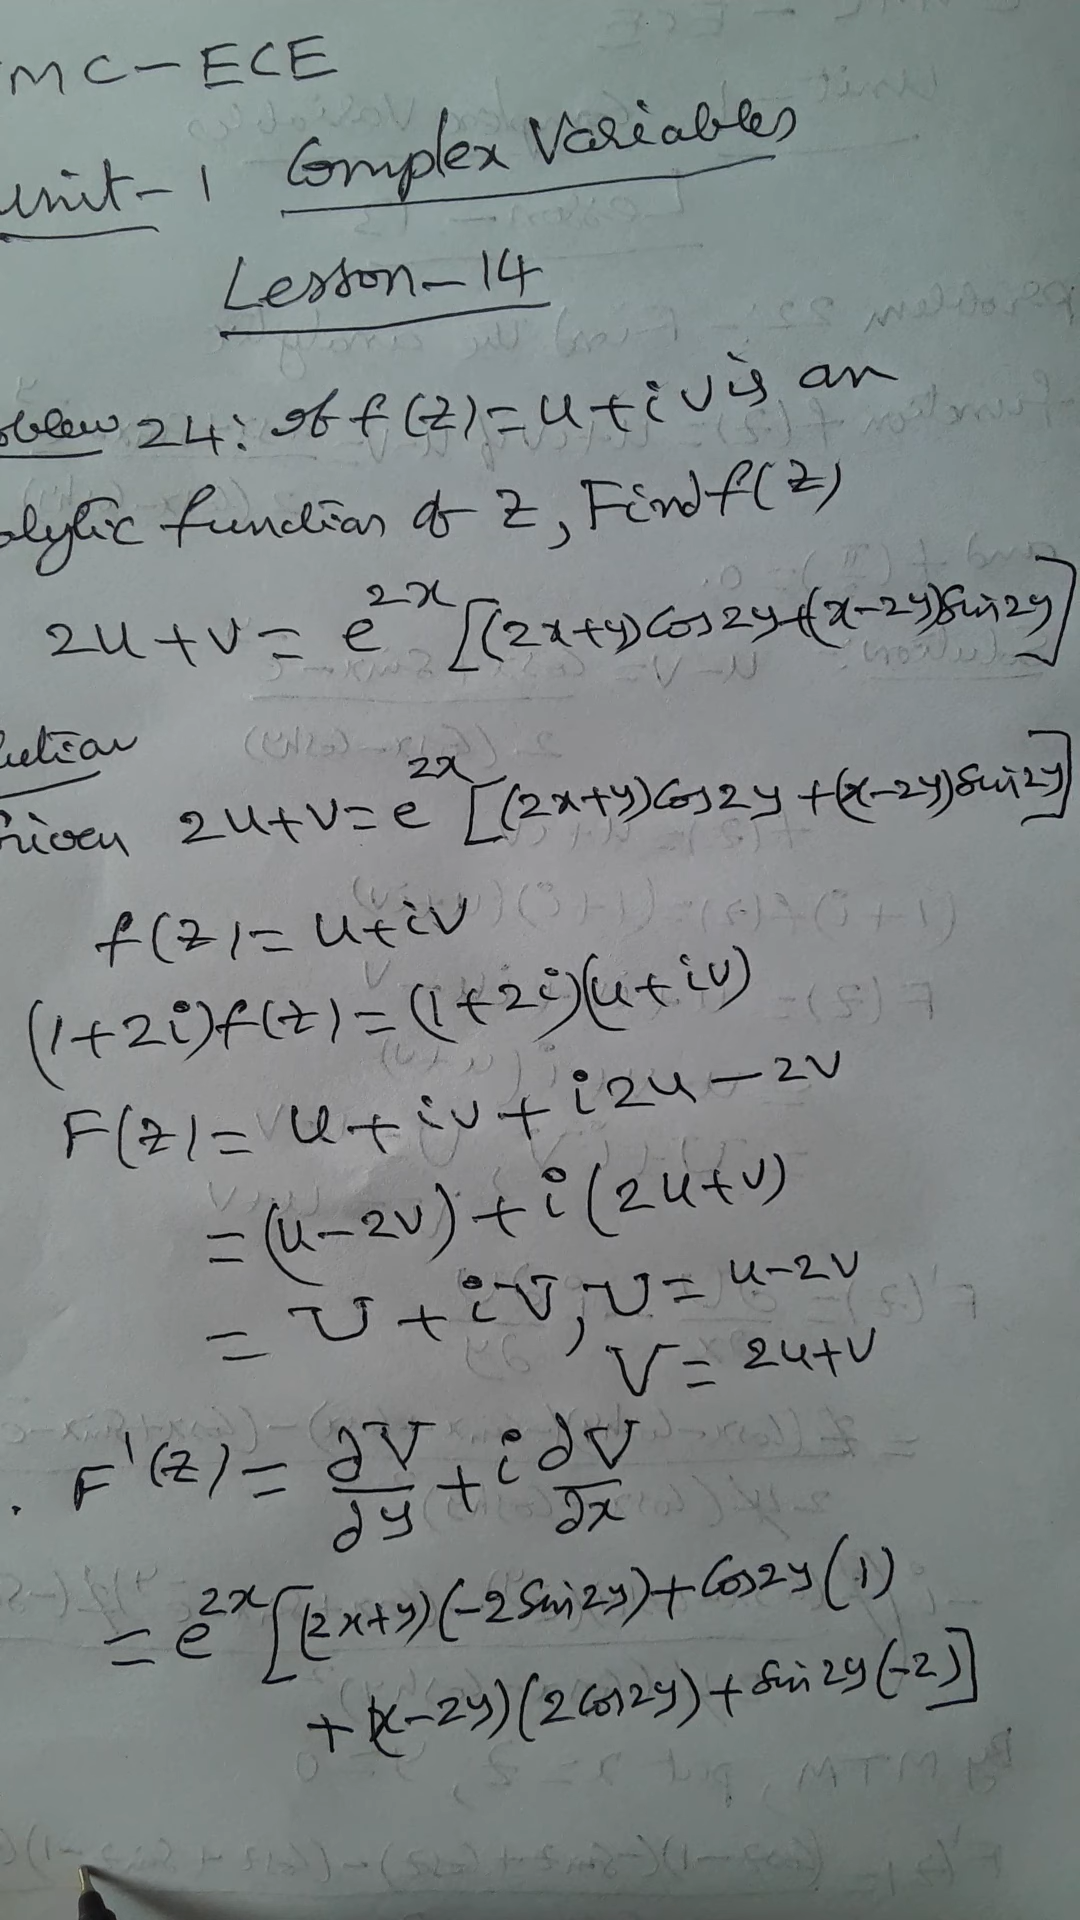 MC-ECE
unit-1 Complex Variables
Lesson-14
oblem 24: If f(z)=u+iv is an
alytic function of z, Find f(z)
2u+v=e^2x[(2x+y)cos2y+(x-2y)sin2y]
lution
Given 2u+v=e^2x[(2x+y)cos2y+(x-2y)sin2y]
f(z)=u+iv
(1+2i)f(z)=(1+2i)(u+iv)
F(z)=u+iv+i2u-2v
=(u-2v)+i(2u+v)
=U+iV, U=u-2v
V=2u+v
F'(z)=∂V/∂y+i∂V/∂x
=e^2x[(2x+y)(-2sin2y)+cos2y(1)
+(x-2y)(2cos2y)+sin2y(-2)]